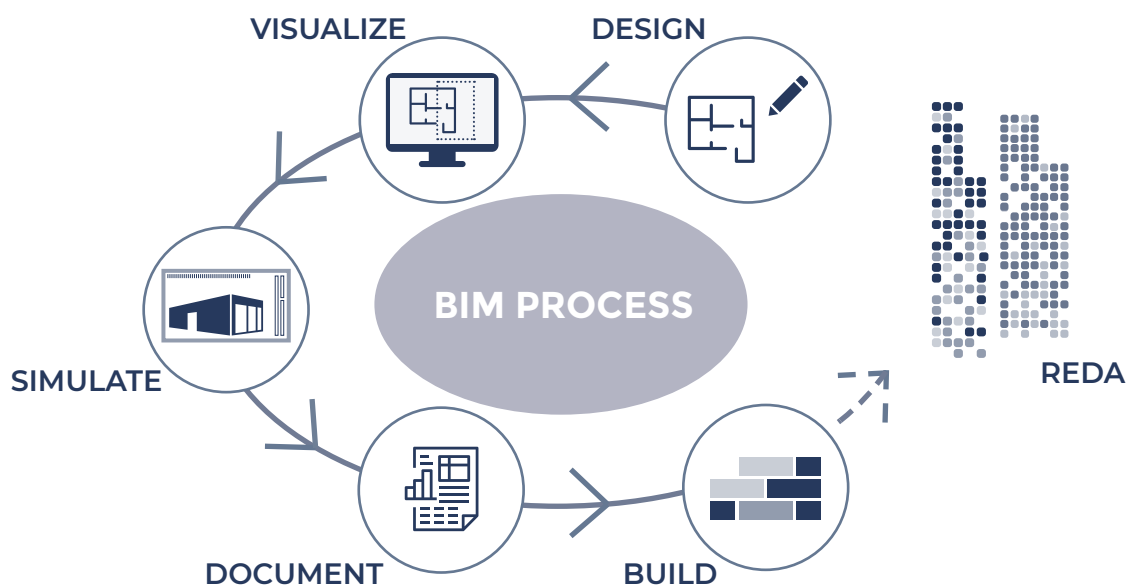 VISUALIZE
DESIGN
BIM PROCESS
SIMULATE
REDA
DOCUMENT
BUILD